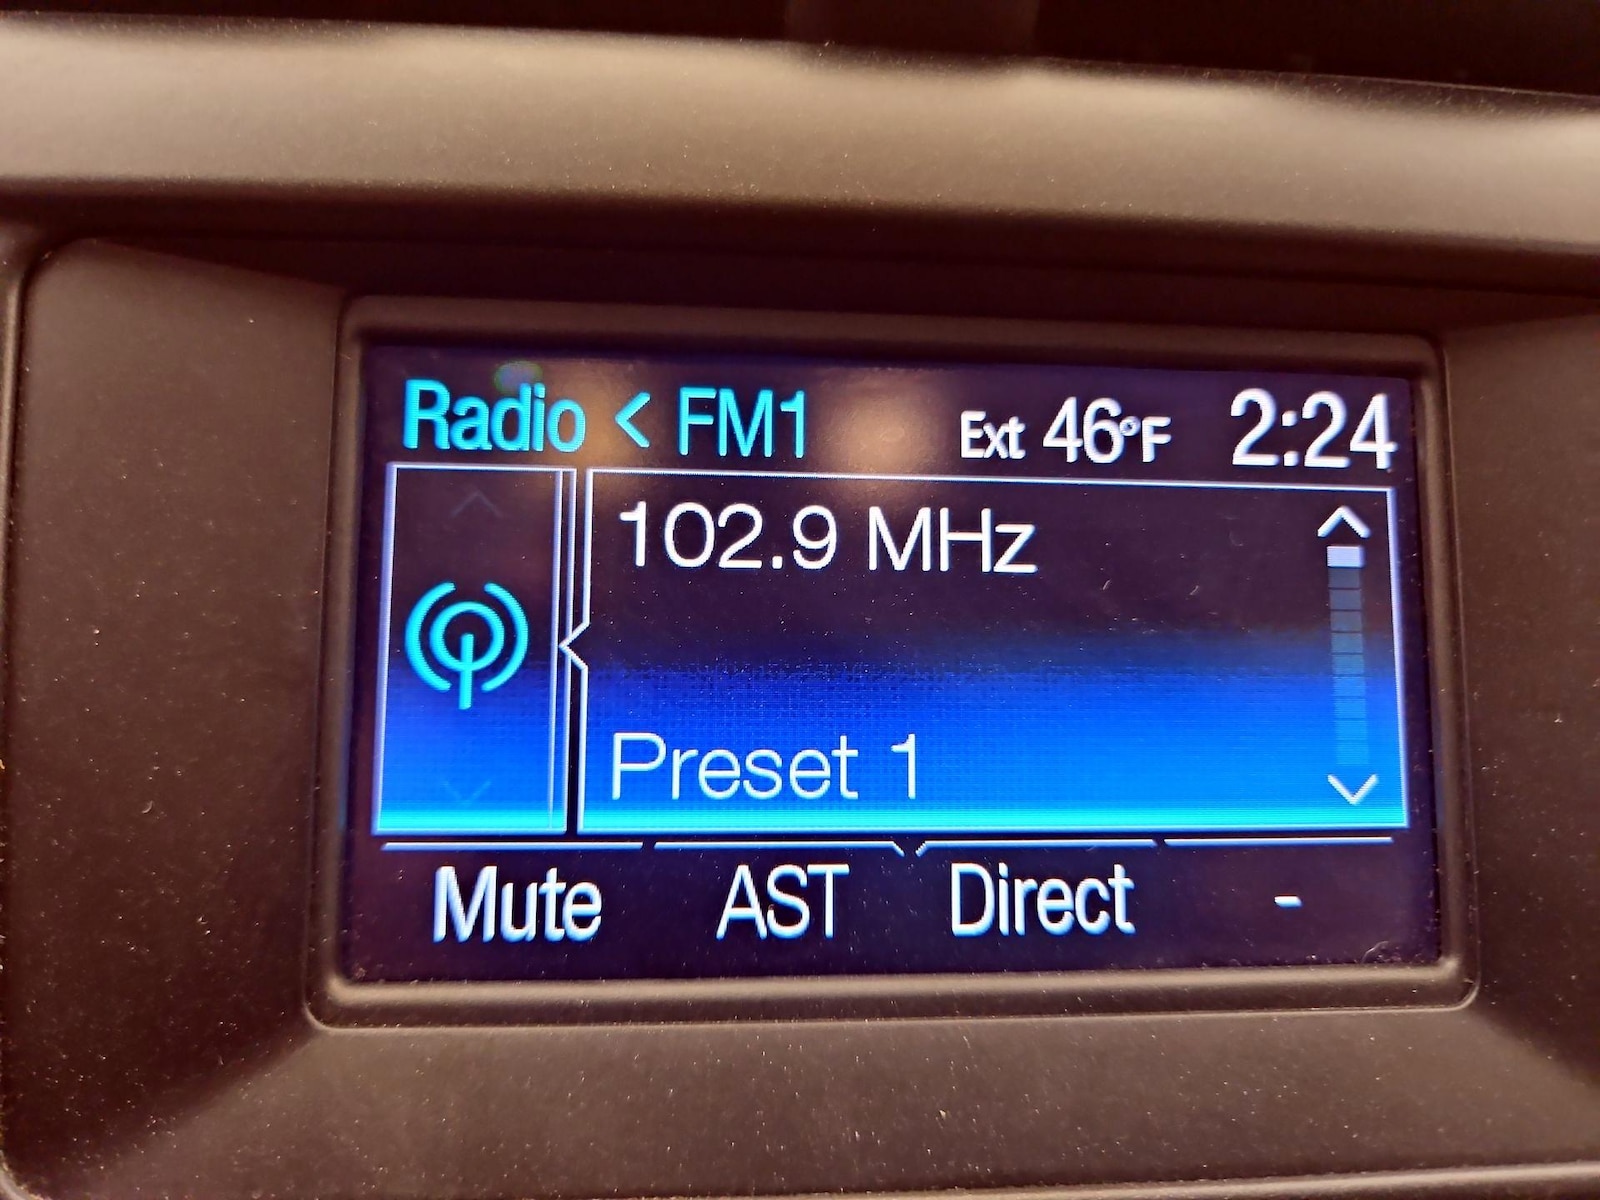 Radio < FM1 Ext 46°F 2:24
102.9 MHz
Preset 1
Mute AST Direct -